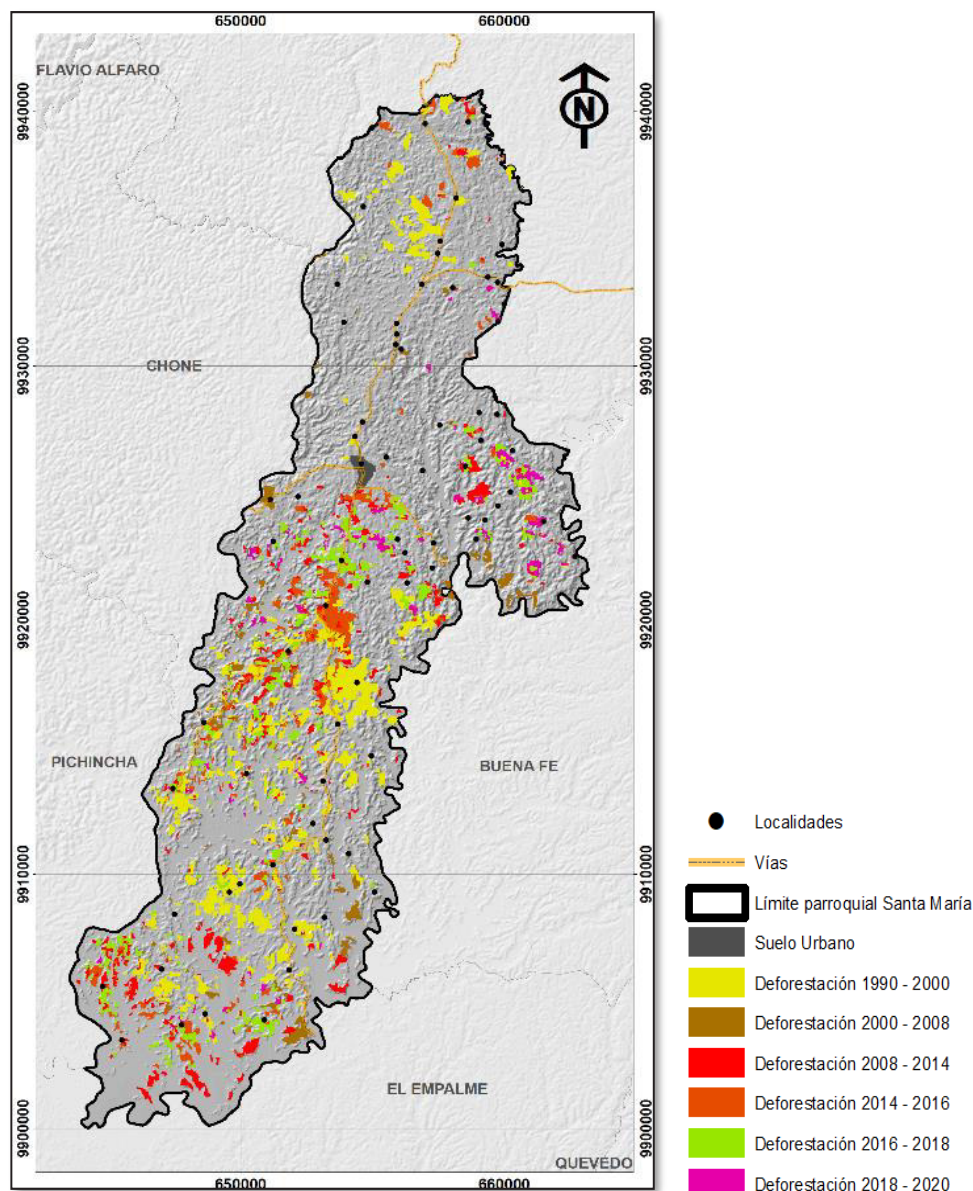 650000
660000
FLAVIO ALFARO
N
9940000
9940000
CHONE
9930000
9930000
9920000
9920000
PICHINCHA
BUENA FE
9910000
9910000
EL EMPALME
9900000
9900000
QUEVEDO
650000
660000
Localidades
Vías
Límite parroquial Santa María
Suelo Urbano
Deforestación 1990 - 2000
Deforestación 2000 - 2008
Deforestación 2008 - 2014
Deforestación 2014 - 2016
Deforestación 2016 - 2018
Deforestación 2018 - 2020